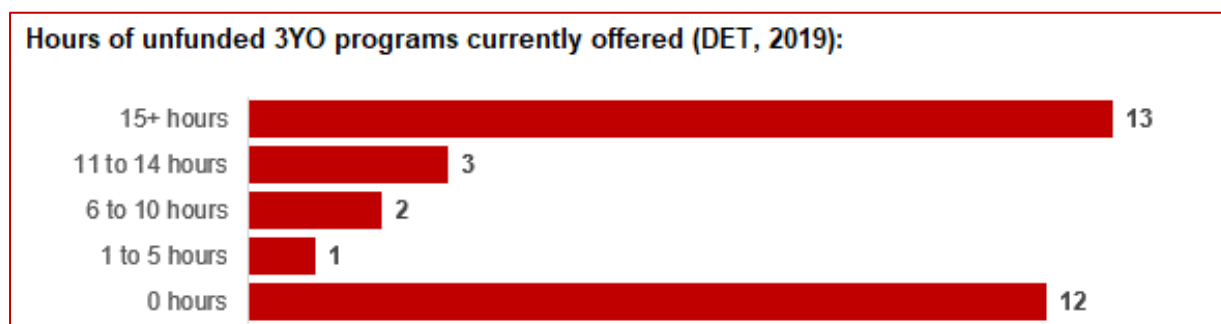 Hours of unfunded 3YO programs currently offered (DET, 2019):
15+ hours 13
11 to 14 hours 3
6 to 10 hours 2
1 to 5 hours 1
0 hours 12